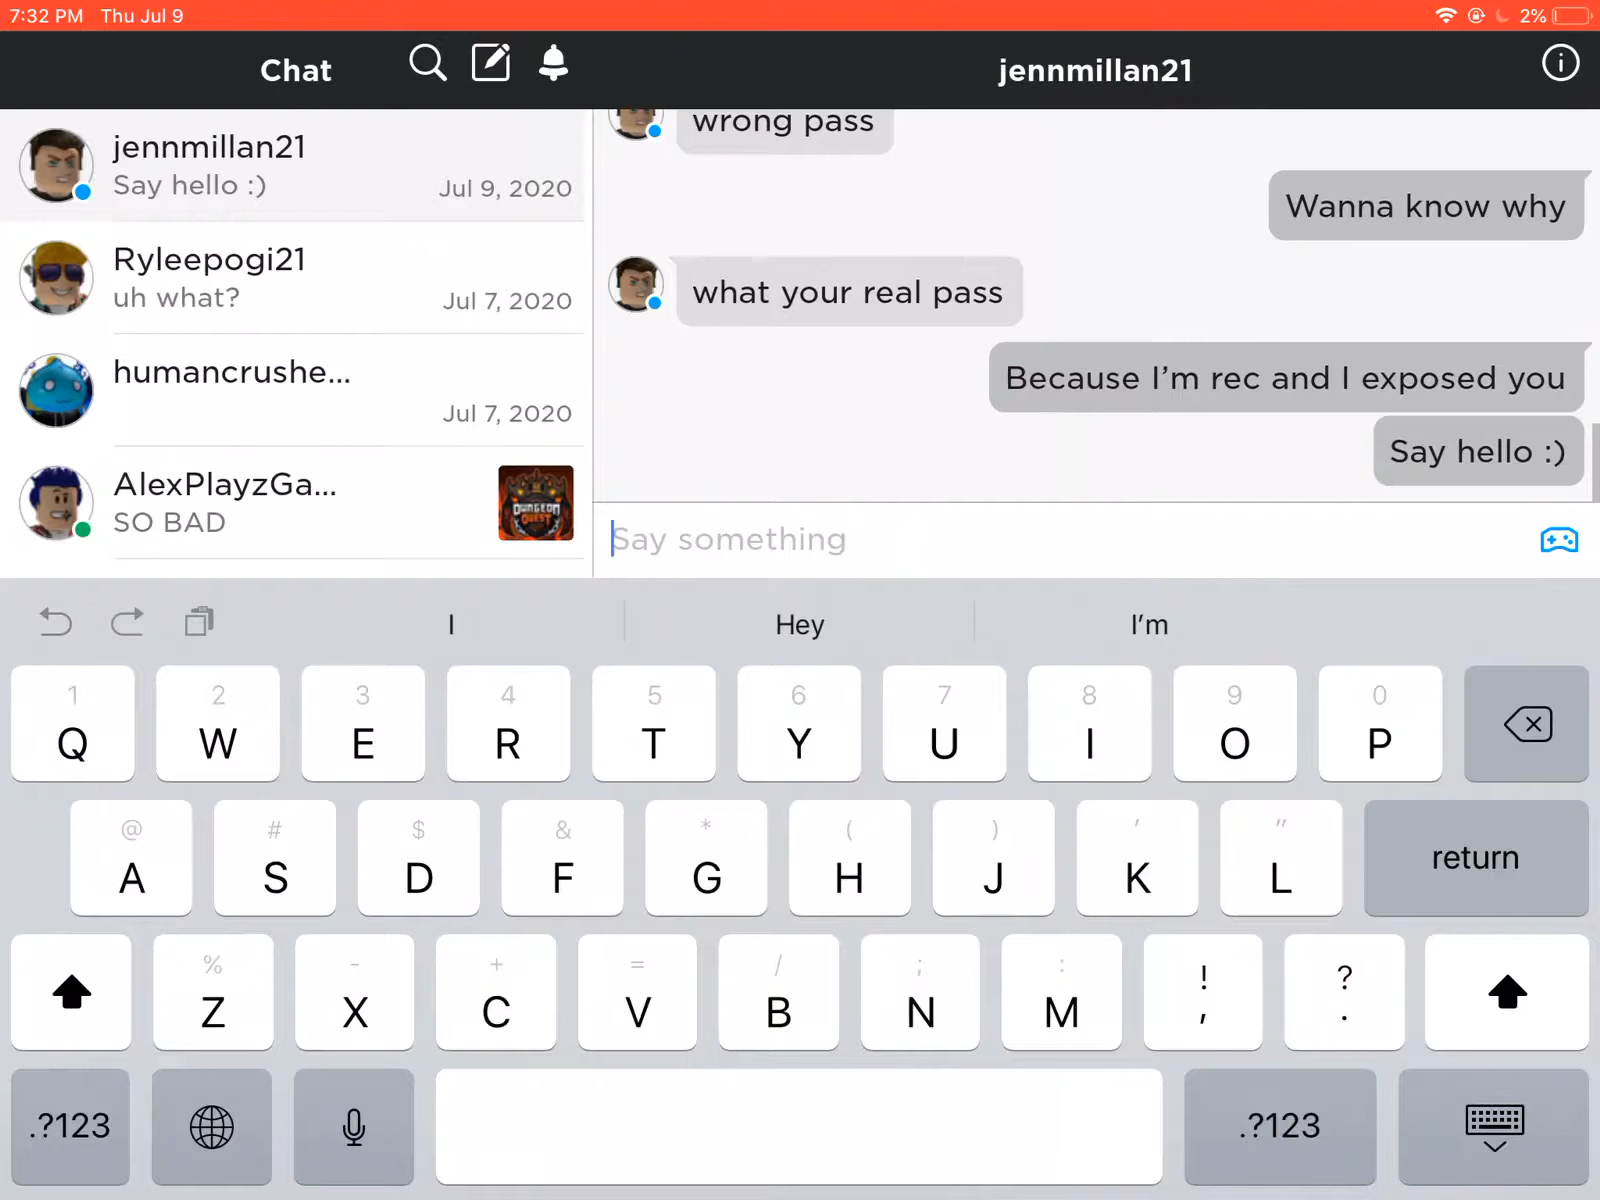 7:32 PM Thu Jul 9
2%
Chat
jennmillan21
jennmillan21
Say hello :)
Jul 9, 2020
Ryleepogi21
uh what?
Jul 7, 2020
humancrushe...
Jul 7, 2020
AlexPlayzGa...
SO BAD
DUNGEON
QUEST
wrong pass
Wanna know why
what your real pass
Because I'm rec and I exposed you
Say hello :)
Say something
I Hey I'm
1 2 3 4 5 6 7 8 9 0
Q W E R T Y U I O P
@ # $ & * ( ) ' "
A S D F G H J K L return
% - + = / ; : ! ?
Z X C V B N M , .
.?123 .?123